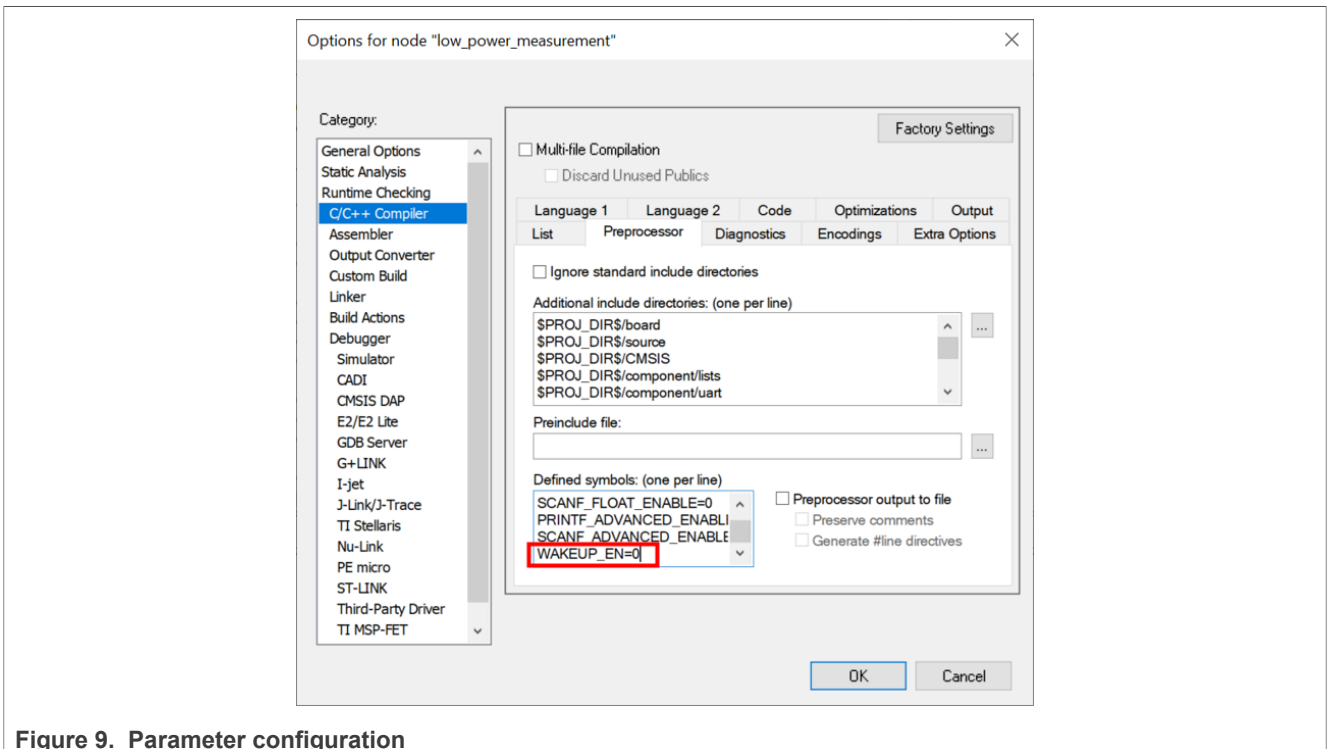 Options for node "low_power_measurement"
Category:
General Options
Static Analysis
Runtime Checking
C/C++ Compiler
Assembler
Output Converter
Custom Build
Linker
Build Actions
Debugger
Simulator
CADI
CMSIS DAP
E2/E2 Lite
GDB Server
G+LINK
I-jet
J-Link/J-Trace
TI Stellaris
Nu-Link
PE micro
ST-LINK
Third-Party Driver
TI MSP-FET
Factory Settings
Multi-file Compilation
Discard Unused Publics
Language 1 Language 2 Code Optimizations Output
List Preprocessor Diagnostics Encodings Extra Options
Ignore standard include directories
Additional include directories: (one per line)
$PROJ_DIR$/board
$PROJ_DIR$/source
$PROJ_DIR$/CMSIS
$PROJ_DIR$/component/lists
$PROJ_DIR$/component/uart
...
Preinclude file:
...
Defined symbols: (one per line)
SCANF_FLOAT_ENABLE=0
PRINTF_ADVANCED_ENABL
SCANF_ADVANCED_ENABLE
WAKEUP_EN=0
Preprocessor output to file
Preserve comments
Generate #line directives
OK Cancel
Figure 9. Parameter configuration